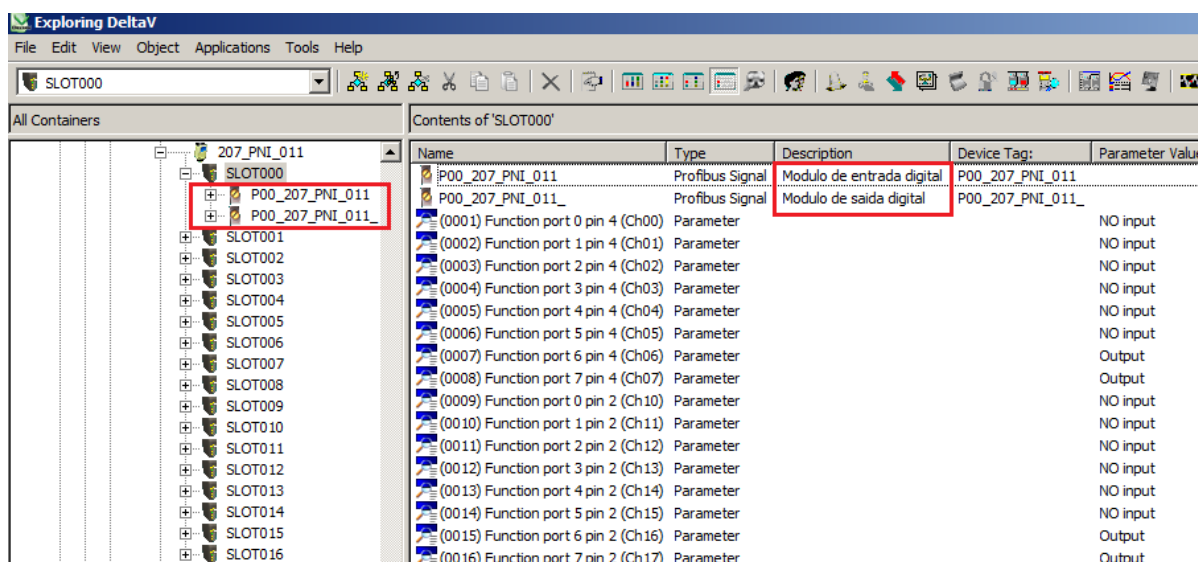 Exploring DeltaV
File Edit View Object Applications Tools Help
SLOT000
All Containers
Contents of 'SLOT000'
207_PNI_011
SLOT000
P00_207_PNI_011
P00_207_PNI_011_
SLOT001
SLOT002
SLOT003
SLOT004
SLOT005
SLOT006
SLOT007
SLOT008
SLOT009
SLOT010
SLOT011
SLOT012
SLOT013
SLOT014
SLOT015
SLOT016
Name Type Description Device Tag: Parameter Value
P00_207_PNI_011 Profibus Signal Modulo de entrada digital P00_207_PNI_011
P00_207_PNI_011_ Profibus Signal Modulo de saida digital P00_207_PNI_011_
(0001) Function port 0 pin 4 (Ch00) Parameter NO input
(0002) Function port 1 pin 4 (Ch01) Parameter NO input
(0003) Function port 2 pin 4 (Ch02) Parameter NO input
(0004) Function port 3 pin 4 (Ch03) Parameter NO input
(0005) Function port 4 pin 4 (Ch04) Parameter NO input
(0006) Function port 5 pin 4 (Ch05) Parameter NO input
(0007) Function port 6 pin 4 (Ch06) Parameter Output
(0008) Function port 7 pin 4 (Ch07) Parameter Output
(0009) Function port 0 pin 2 (Ch10) Parameter NO input
(0010) Function port 1 pin 2 (Ch11) Parameter NO input
(0011) Function port 2 pin 2 (Ch12) Parameter NO input
(0012) Function port 3 pin 2 (Ch13) Parameter NO input
(0013) Function port 4 pin 2 (Ch14) Parameter NO input
(0014) Function port 5 pin 2 (Ch15) Parameter NO input
(0015) Function port 6 pin 2 (Ch16) Parameter Output
(0016) Function port 7 pin 2 (Ch17) Parameter Output